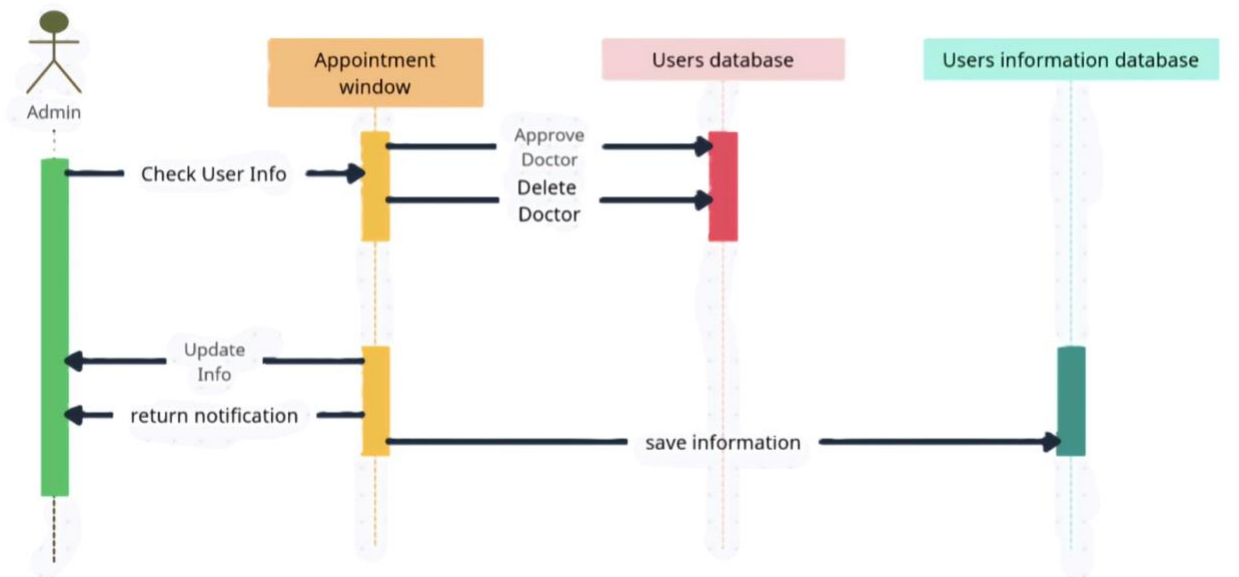 Admin
Appointment
window
Users database
Users information database
Approve
Doctor
Check User Info
Delete
Doctor
Update
Info
return notification
save information